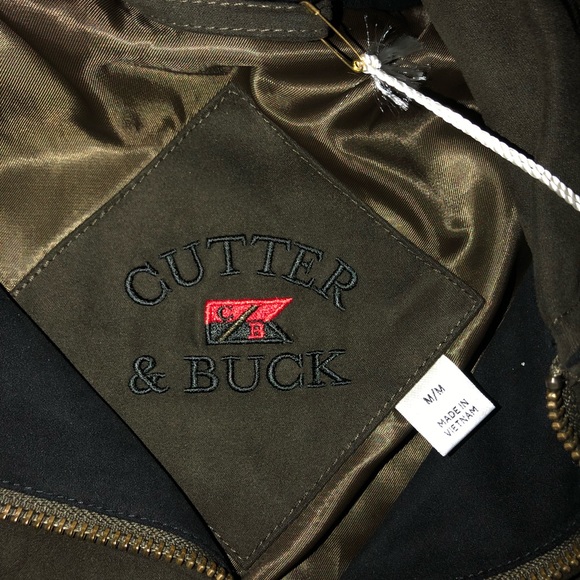 CUTTER
C.
B
& BUCK
M/M
MADE IN
VIETNAM